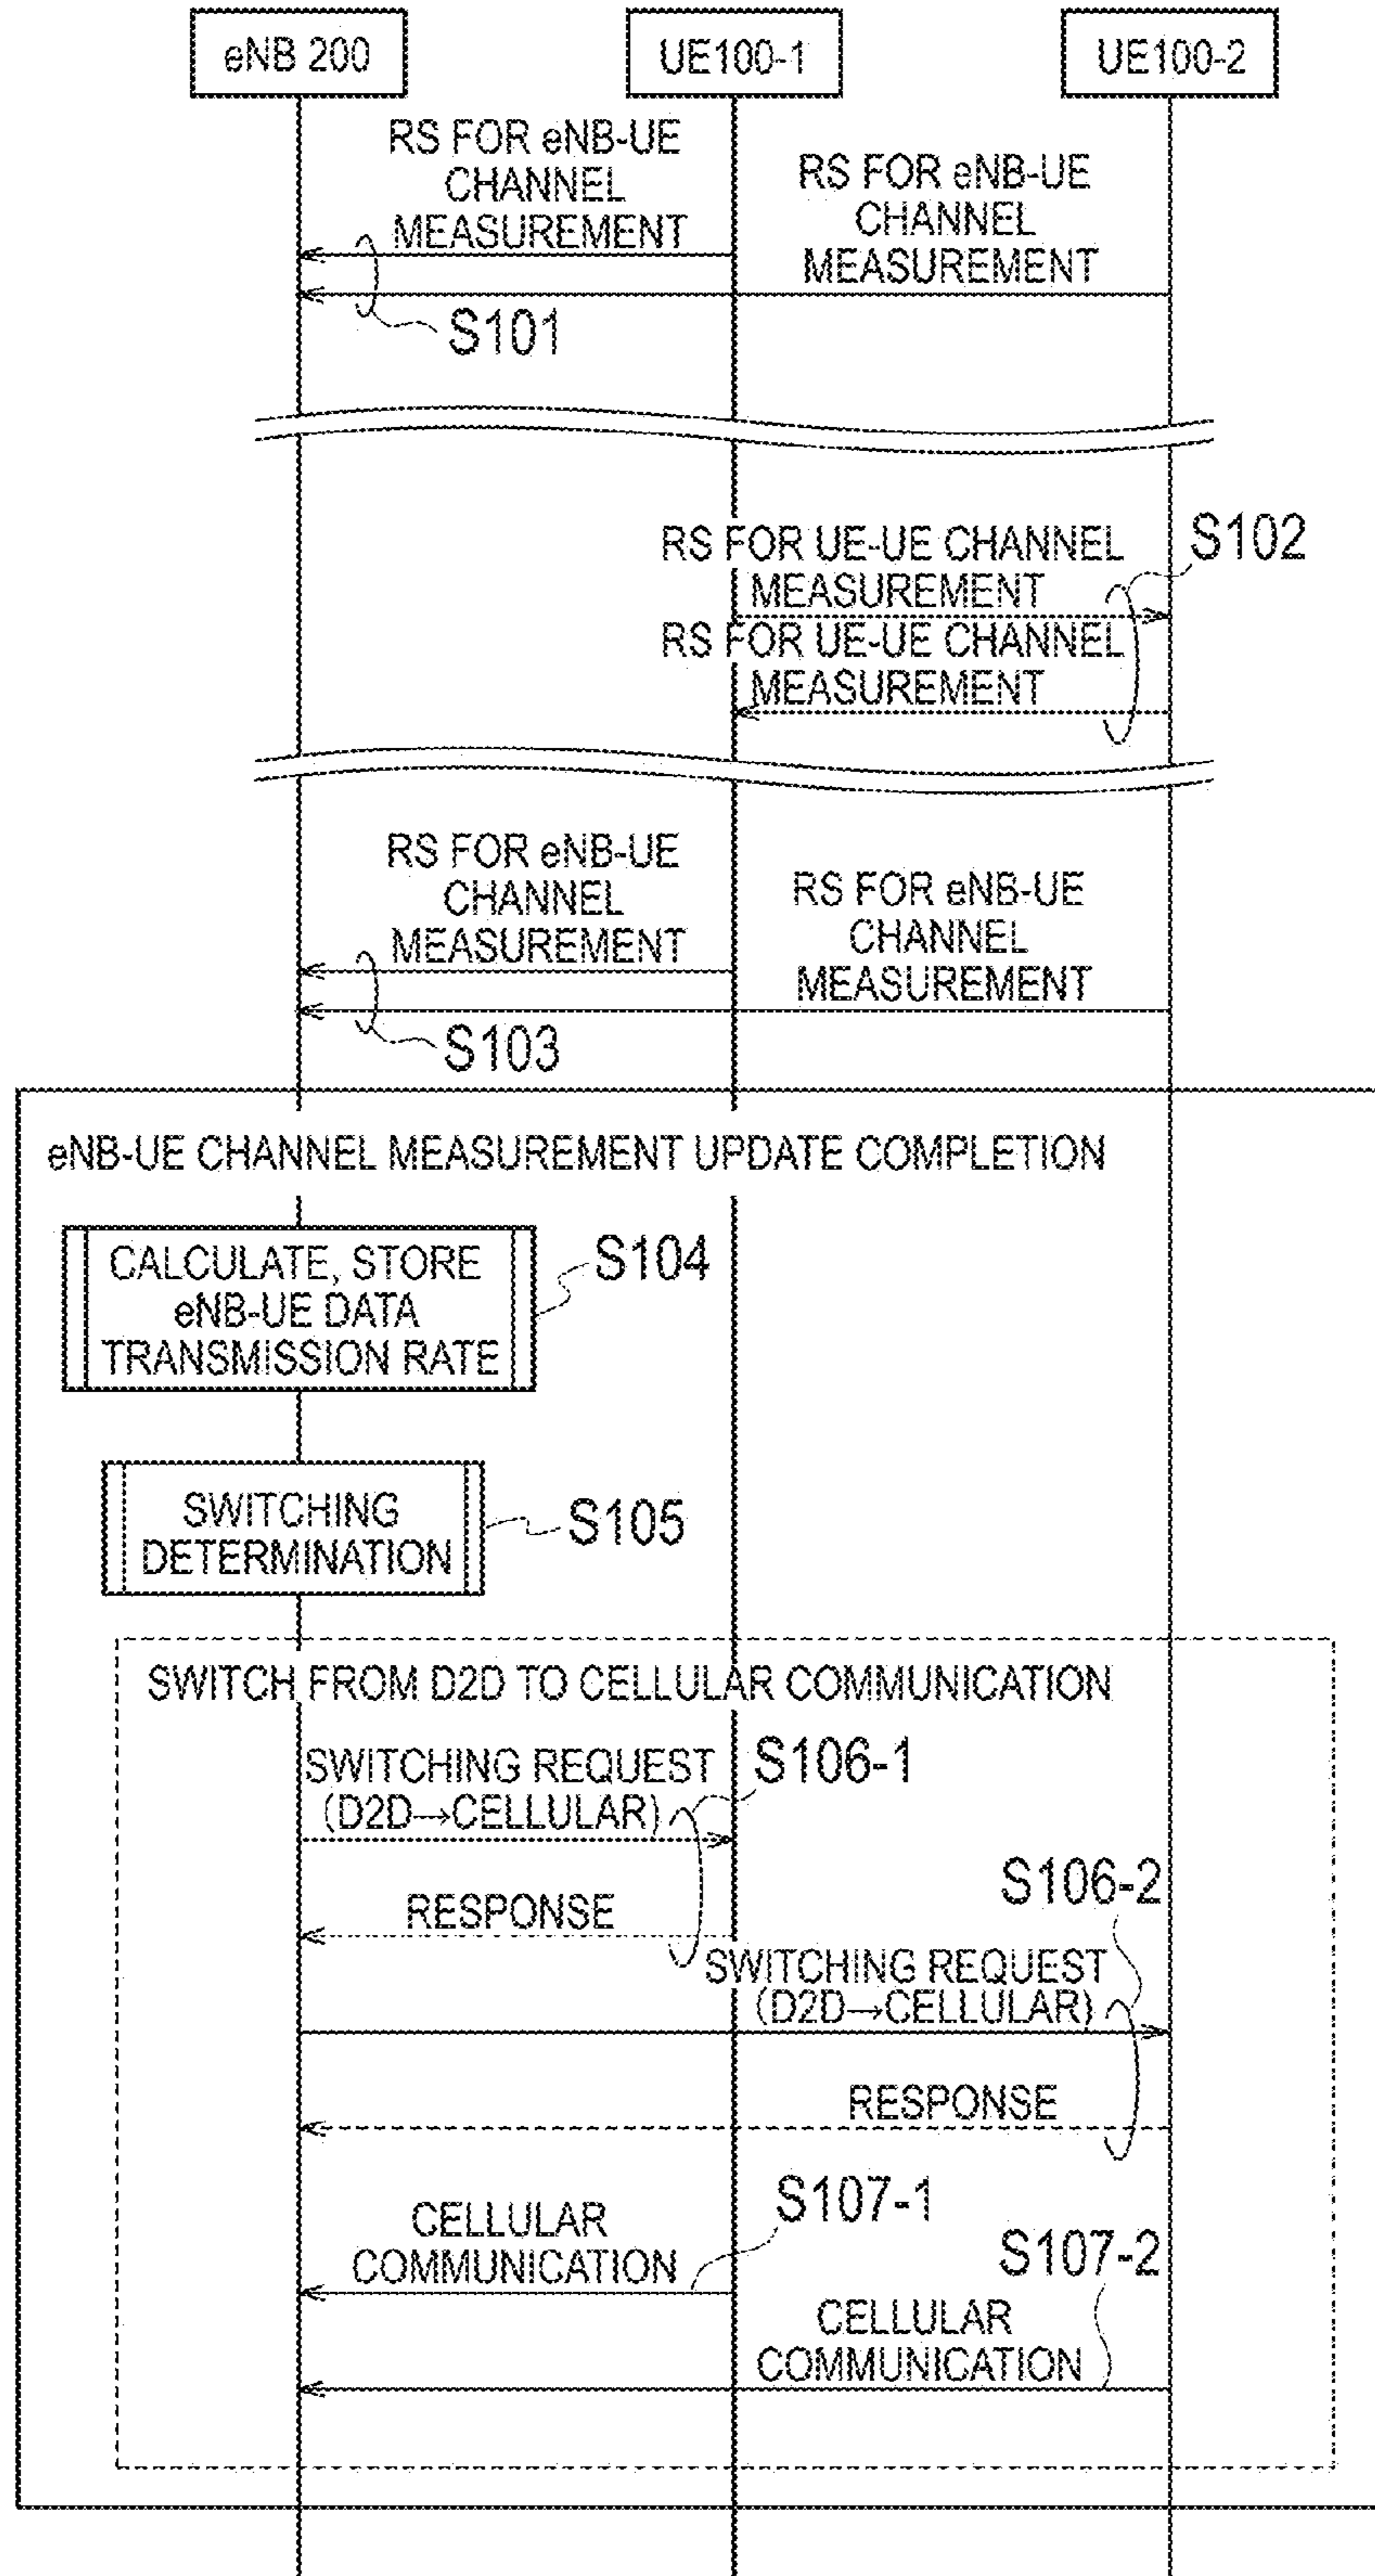 eNB 200
UE100-1
UE100-2
RS FOR eNB-UE
CHANNEL
MEASUREMENT
RS FOR eNB-UE
CHANNEL
MEASUREMENT
S101
RS FOR UE-UE CHANNEL
MEASUREMENT
S102
RS FOR UE-UE CHANNEL
MEASUREMENT
RS FOR eNB-UE
CHANNEL
MEASUREMENT
RS FOR eNB-UE
CHANNEL
MEASUREMENT
S103
eNB-UE CHANNEL MEASUREMENT UPDATE COMPLETION
CALCULATE, STORE
eNB-UE DATA
TRANSMISSION RATE
S104
SWITCHING
DETERMINATION
S105
SWITCH FROM D2D TO CELLULAR COMMUNICATION
SWITCHING REQUEST
(D2D→CELLULAR)
S106-1
RESPONSE
S106-2
SWITCHING REQUEST
(D2D→CELLULAR)
RESPONSE
CELLULAR
COMMUNICATION
S107-1
S107-2
CELLULAR
COMMUNICATION